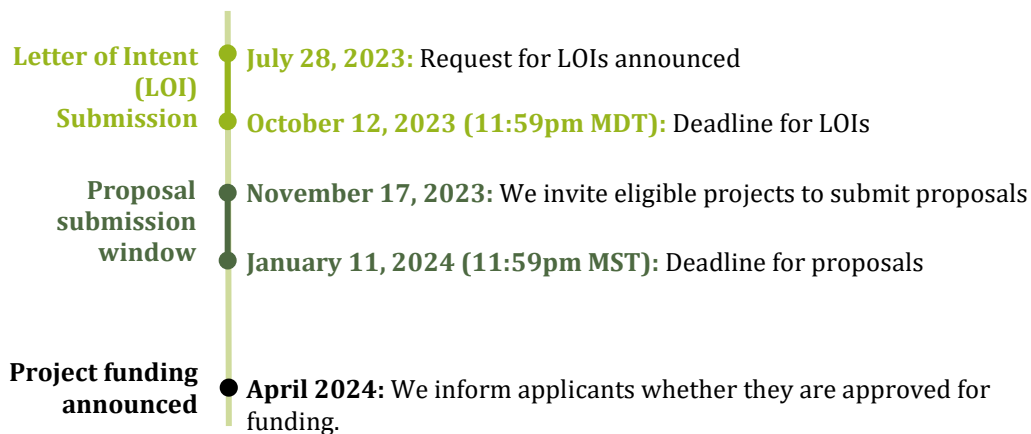 Letter of Intent
(LOI)
Submission
July 28, 2023: Request for LOIs announced
October 12, 2023 (11:59pm MDT): Deadline for LOIs
Proposal
submission
window
November 17, 2023: We invite eligible projects to submit proposals
January 11, 2024 (11:59pm MST): Deadline for proposals
Project funding
announced
April 2024: We inform applicants whether they are approved for
funding.